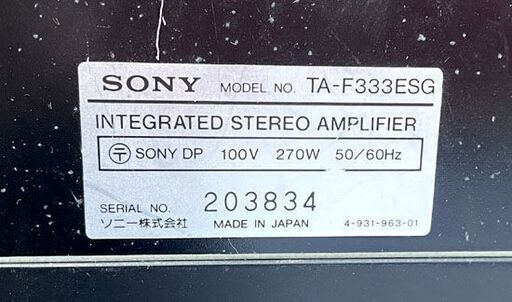 SONY MODEL NO. TA-F333ESG
INTEGRATED STEREO AMPLIFIER
〒 SONY DP 100V 270W 50/60Hz
SERIAL NO. 203834
ソニー株式会社 MADE IN JAPAN 4-931-963-01